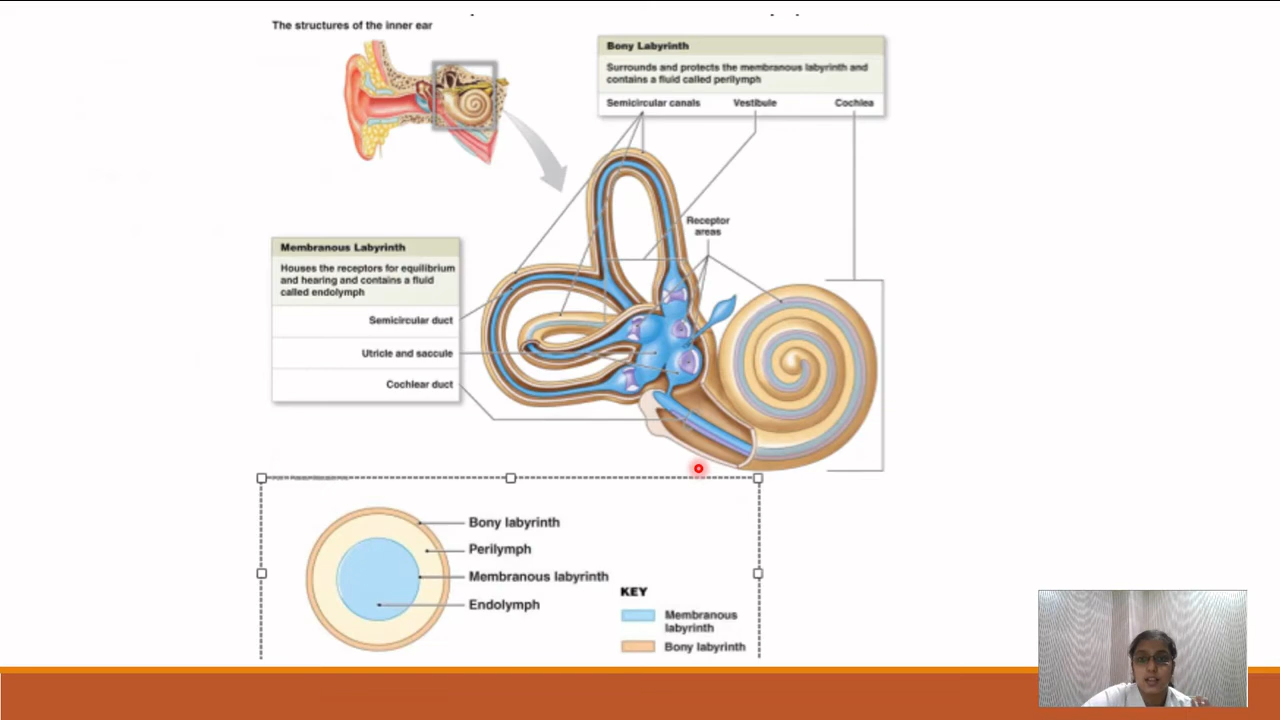 The structures of the inner ear
Bony Labyrinth
Surrounds and protects the membranous labyrinth and
contains a fluid called perilymph
Semicircular canals Vestibule Cochlea
Receptor
areas
Membranous Labyrinth
Houses the receptors for equilibrium
and hearing and contains a fluid
called endolymph
Semicircular duct
Utricle and saccule
Cochlear duct
Bony labyrinth
Perilymph
Membranous labyrinth
Endolymph
KEY
Membranous
labyrinth
Bony labyrinth